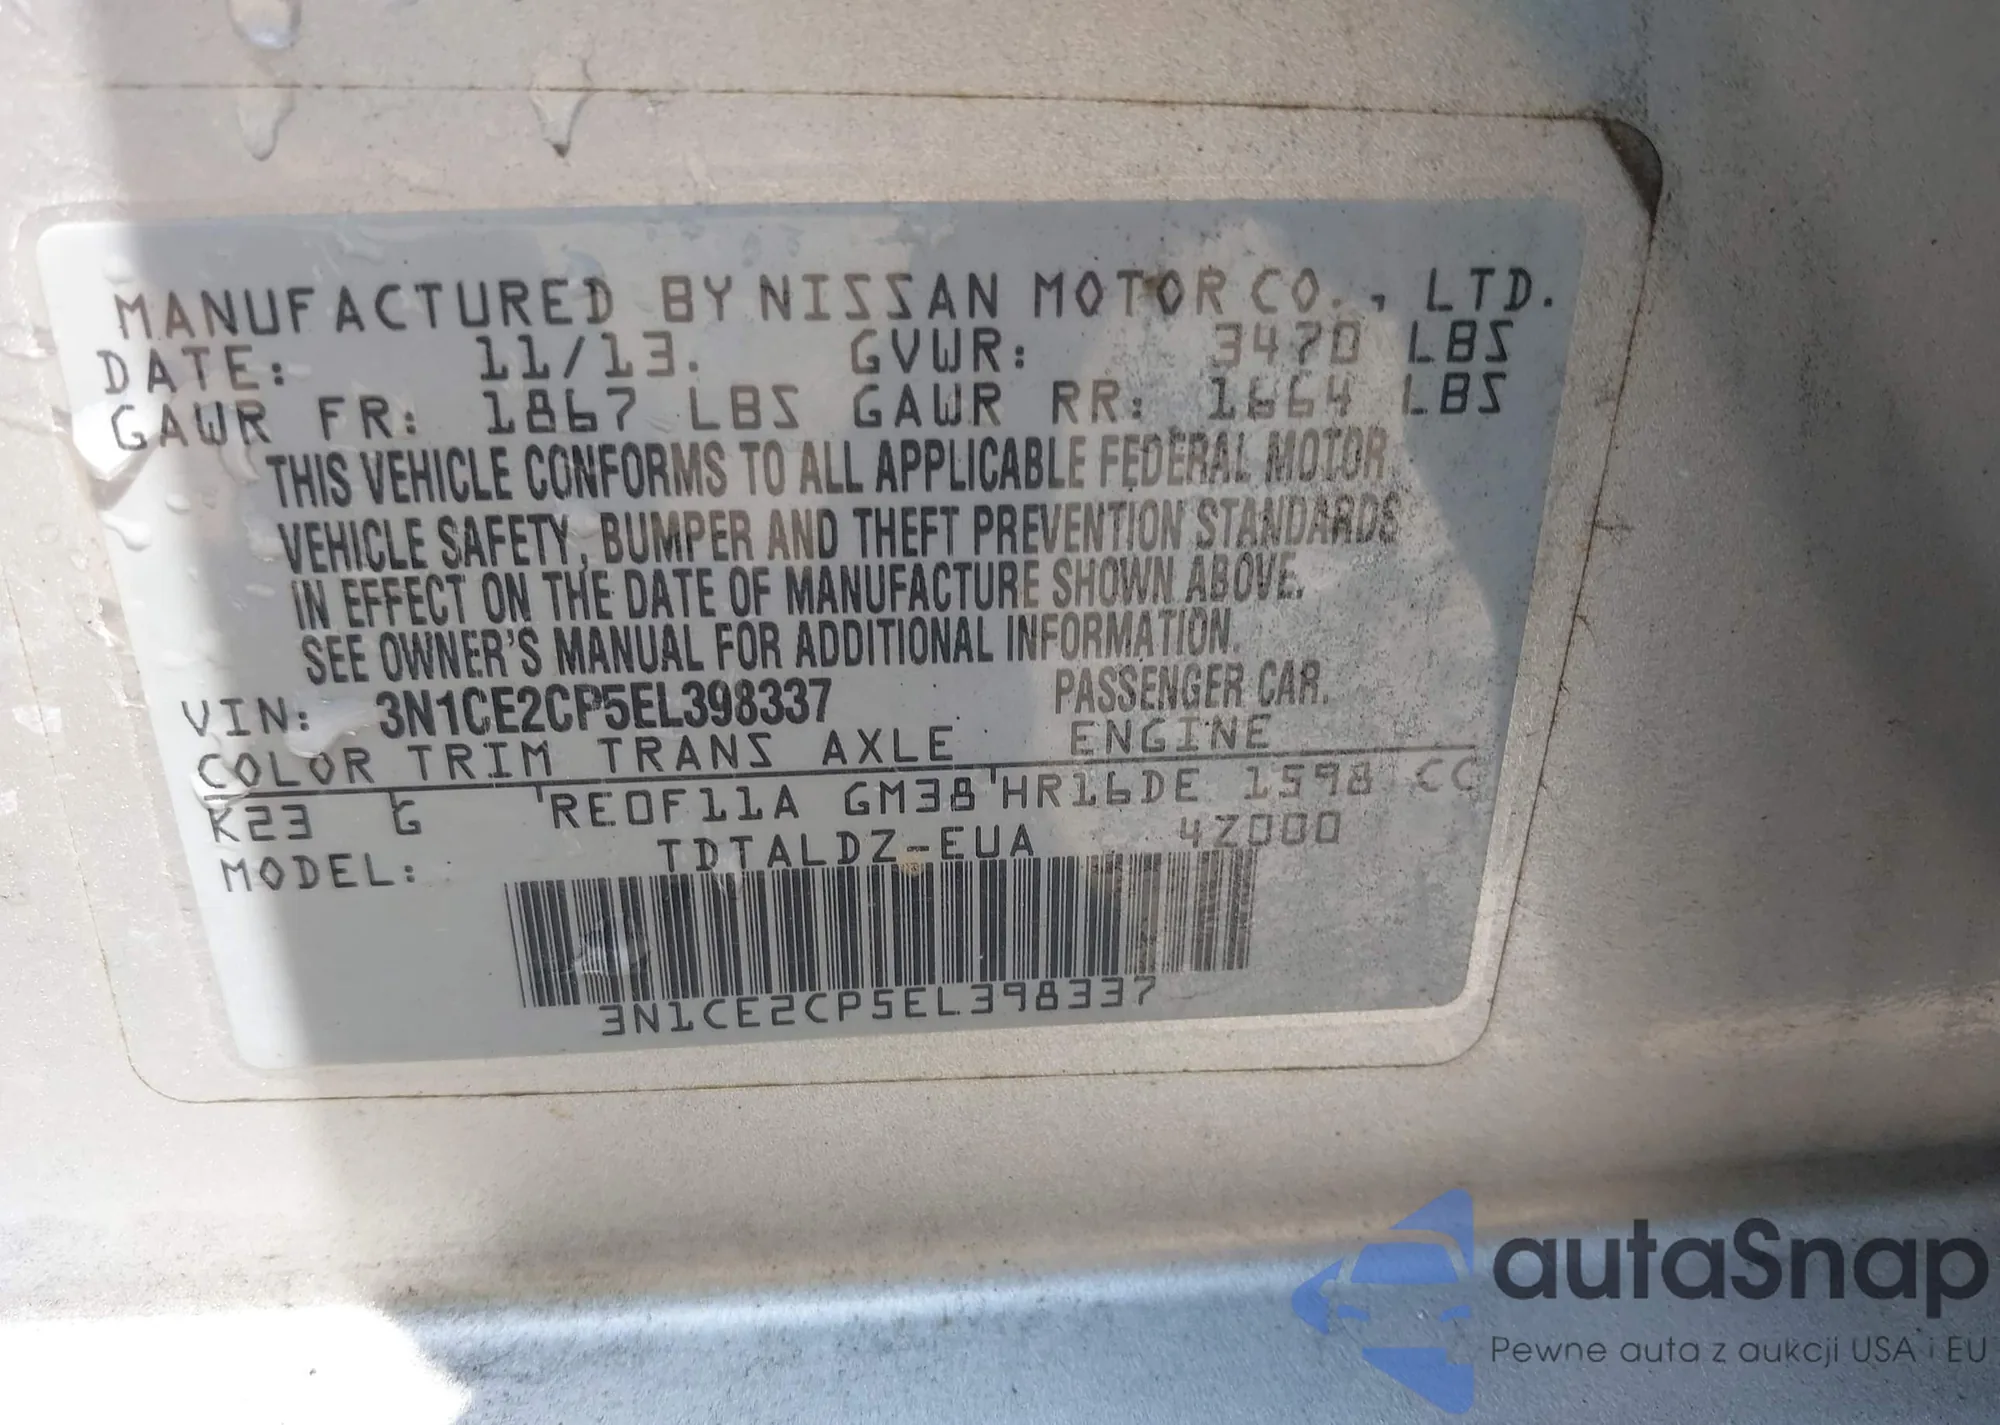 MANUFACTURED BY NISSAN MOTOR CO., LTD.
DATE: 11/13. GVWR: 3470 LBS
GAWR FR: 1867 LBS GAWR RR: 1664 LBS
THIS VEHICLE CONFORMS TO ALL APPLICABLE FEDERAL MOTOR
VEHICLE SAFETY, BUMPER AND THEFT PREVENTION STANDARDS
IN EFFECT ON THE DATE OF MANUFACTURE SHOWN ABOVE.
SEE OWNER'S MANUAL FOR ADDITIONAL INFORMATION.
VIN: 3N1CE2CP5EL398337 PASSENGER CAR.
COLOR TRIM TRANS AXLE ENGINE
K23 G RE0F11A GM38 HR16DE 1598 CC
MODEL: TDTALDZ-EUA 4Z000
3N1CE2CP5EL398337
autaSnap
Pewne auta z aukcji USA i EU